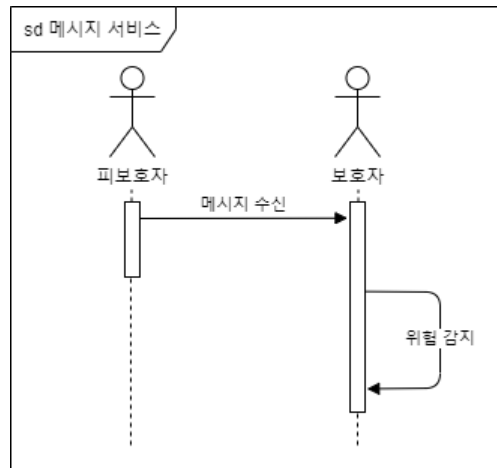 sd 메시지 서비스
피보호자
보호자
메시지 수신
위험 감지